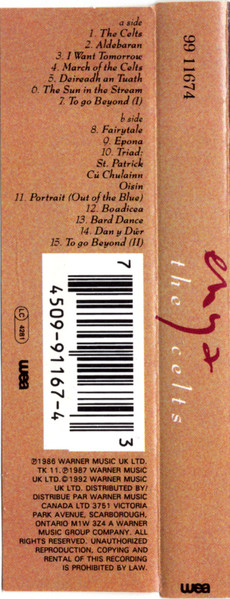 a side
1. The Celts
2. Aldebaran
3. I Want Tomorrow
4. March of the Celts
5. Deireadh an Tuath
6. The Sun in the Stream
7. To go Beyond (I)
b side
8. Fairytale
9. Epona
10. Triad:
St. Patrick
Cú Chulainn
Oisin
11. Portrait (Out of the Blue)
12. Boadicea
13. Bard Dance
14. Dan y Dŵr
15. To go Beyond (II)
7 4509-91167-4 3
LC 4281
wea
℗1986 WARNER MUSIC UK LTD.
TK 11. ℗1987 WARNER MUSIC
UK LTD. ©1992 WARNER MUSIC
UK LTD. DISTRIBUTED BY/
DISTRIBUE PAR WARNER MUSIC
CANADA LTD 3751 VICTORIA
PARK AVENUE, SCARBOROUGH,
ONTARIO M1W 3Z4 A WARNER
MUSIC GROUP COMPANY. ALL
RIGHTS RESERVED. UNAUTHORIZED
REPRODUCTION, COPYING AND
RENTAL OF THIS RECORDING
IS PROHIBITED BY LAW.
99 11674
enya
the celts
wea